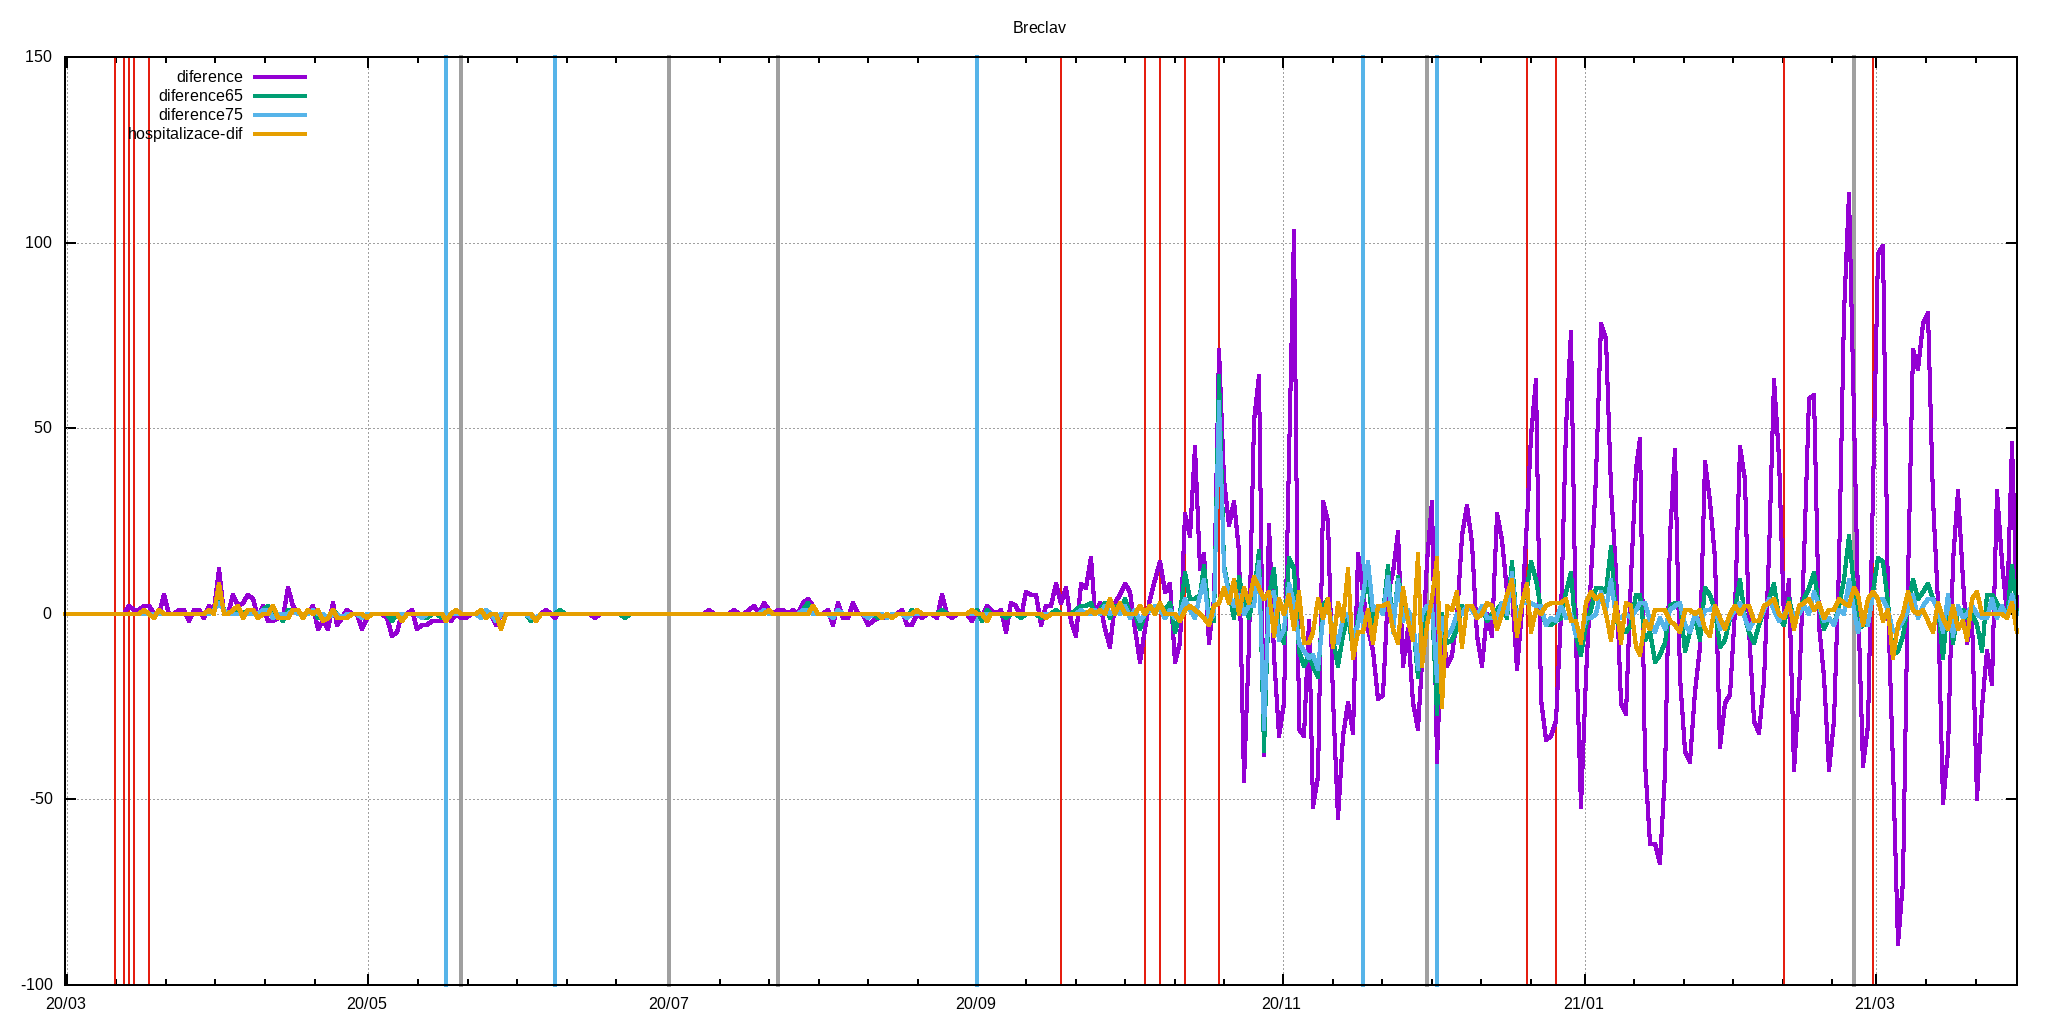 Breclav
150
diference
diference65
diference75
hospitalizace-dif
100
50
0
-50
-100
20/03 20/05 20/07 20/09 20/11 21/01 21/03